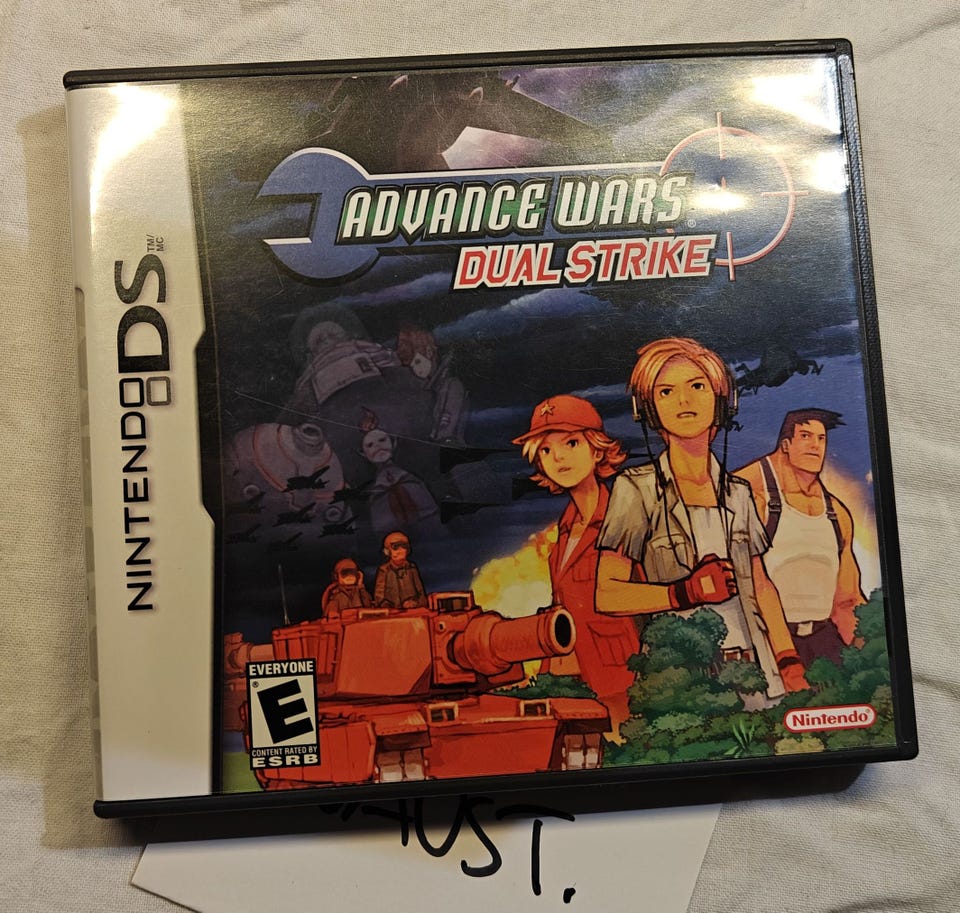 NINTENDO DS TM/MC
ADVANCE WARS®
DUAL STRIKE
EVERYONE
E®
CONTENT RATED BY
ESRB
Nintendo®